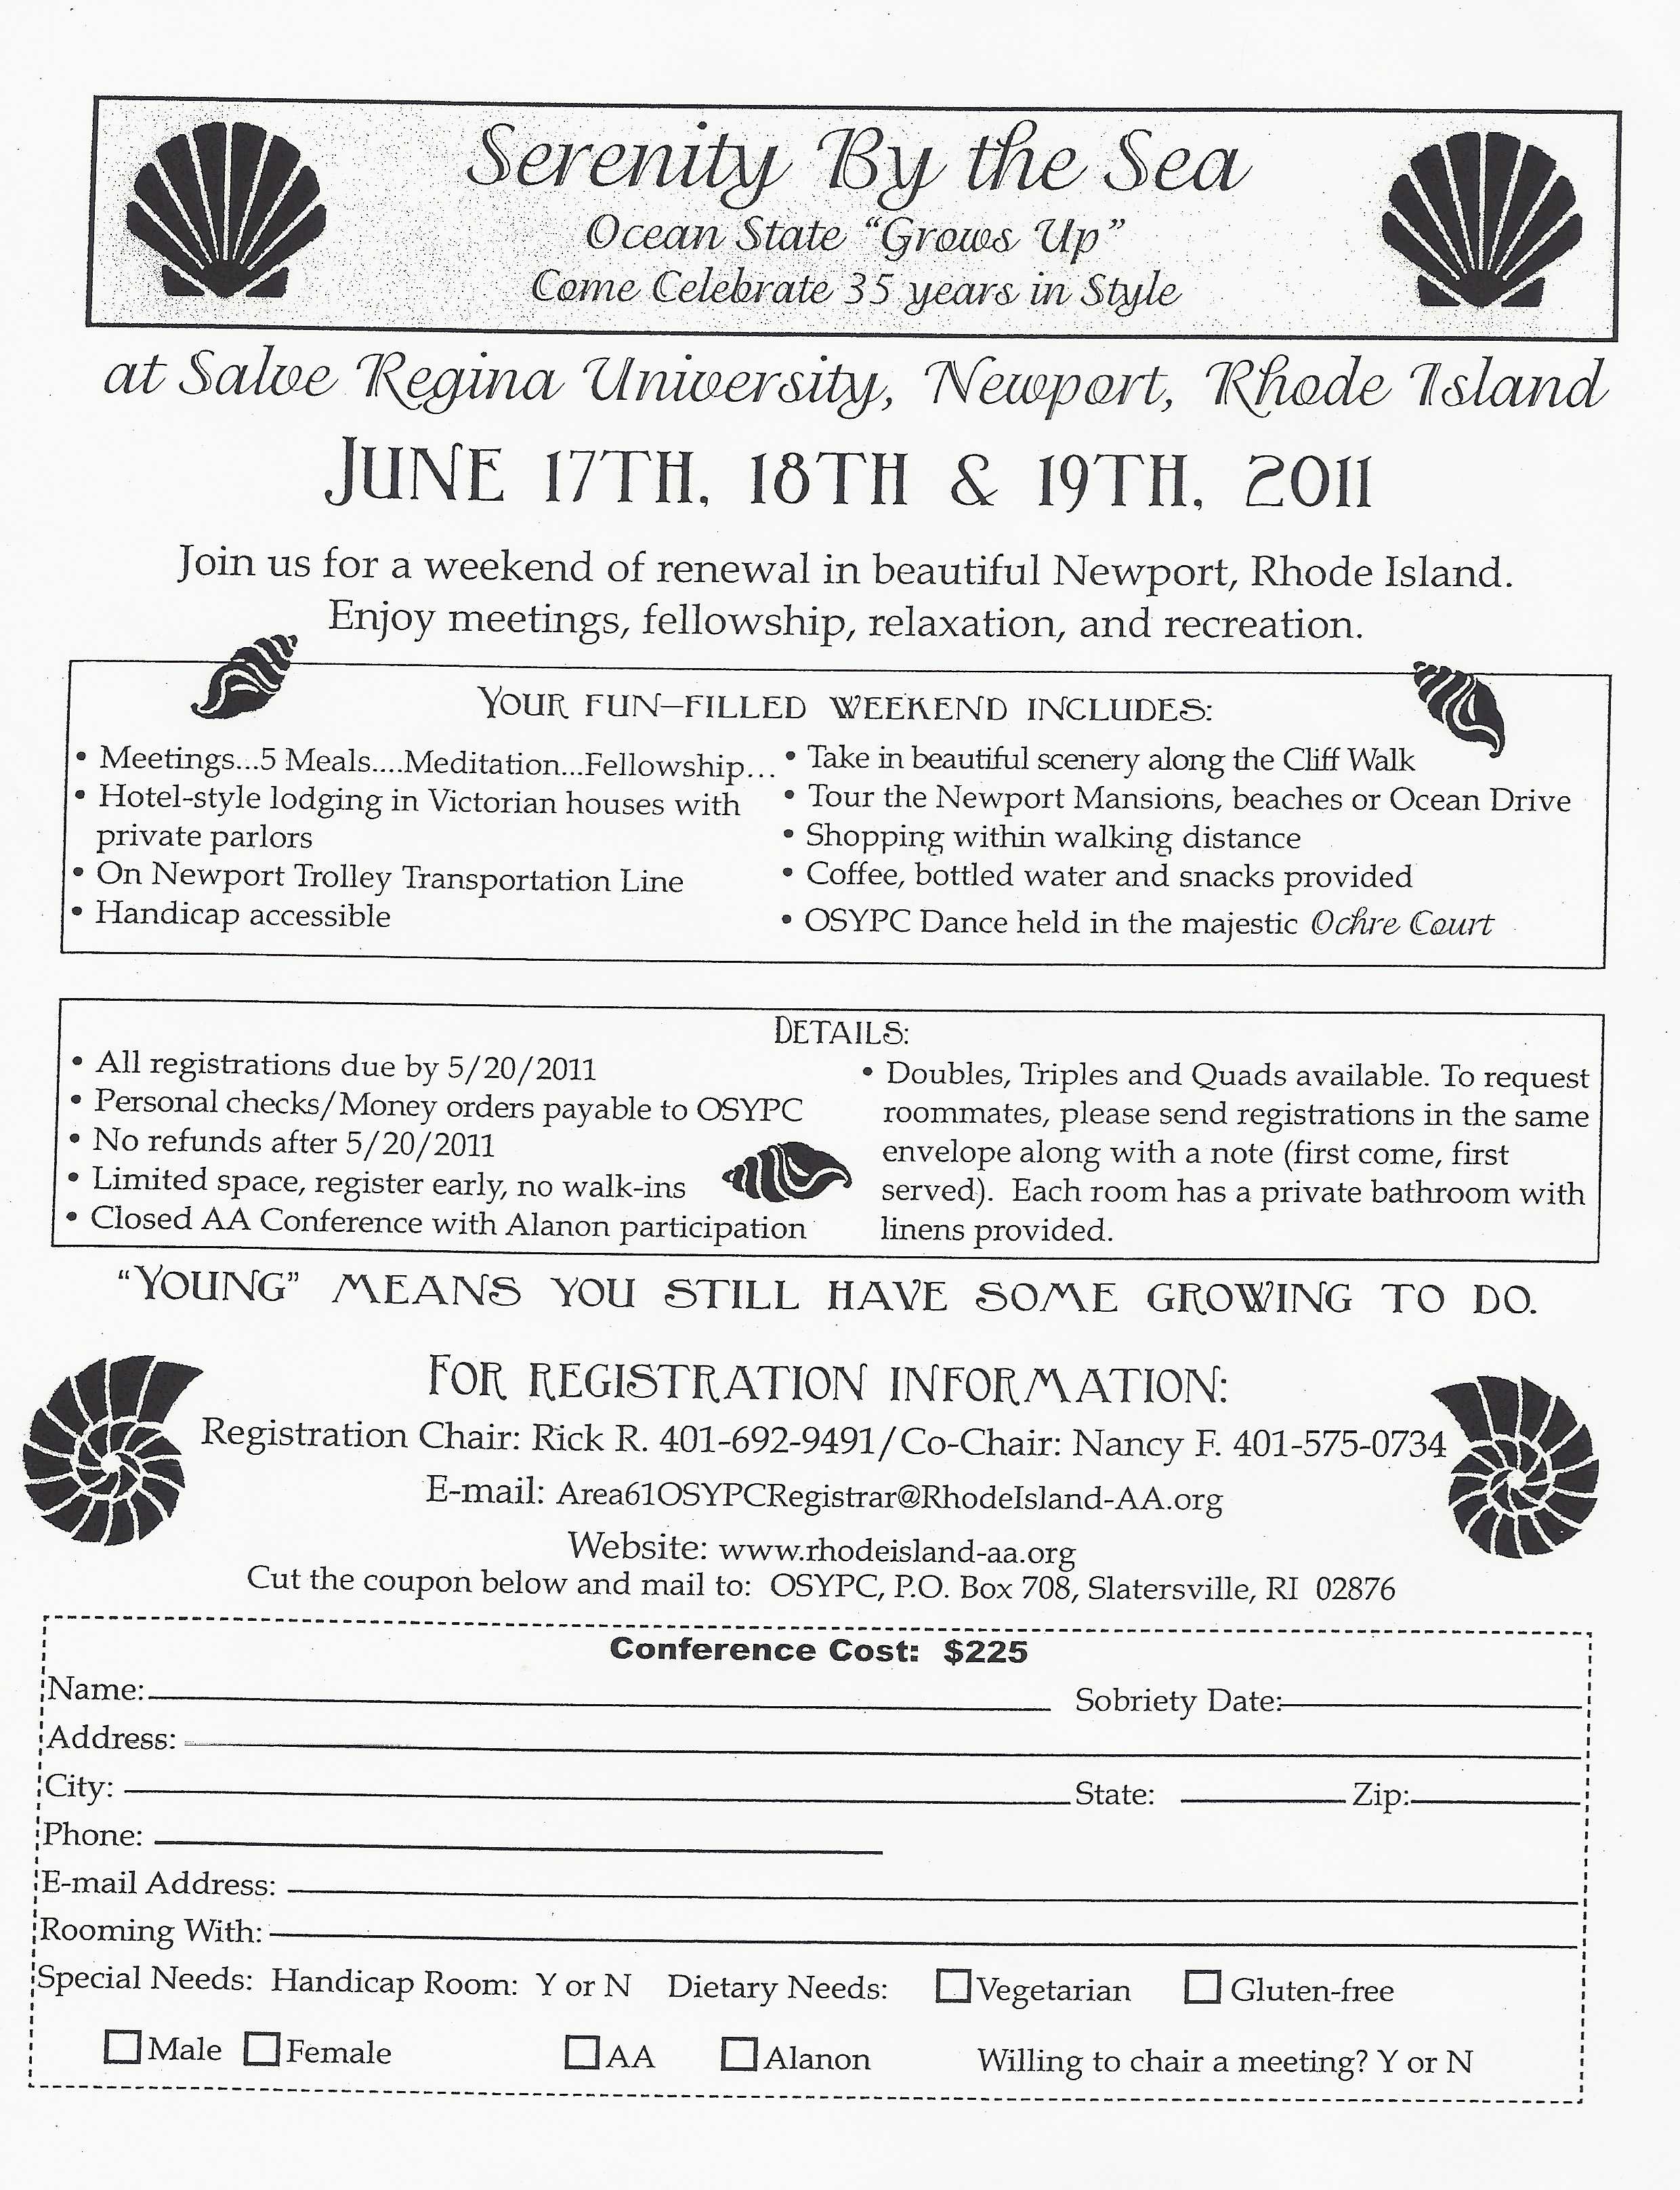 Serenity By the Sea
Ocean State “Grows Up”
Come Celebrate 35 years in Style
at Salve Regina University, Newport, Rhode Island
JUNE 17TH, 18TH & 19TH, 2011
Join us for a weekend of renewal in beautiful Newport, Rhode Island.
Enjoy meetings, fellowship, relaxation, and recreation.
YOUR FUN-FILLED WEEKEND INCLUDES:
• Meetings...5 Meals....Meditation...Fellowship...
• Hotel-style lodging in Victorian houses with
private parlors
• On Newport Trolley Transportation Line
• Handicap accessible
• Take in beautiful scenery along the Cliff Walk
• Tour the Newport Mansions, beaches or Ocean Drive
• Shopping within walking distance
• Coffee, bottled water and snacks provided
• OSYPC Dance held in the majestic Ochre Court
DETAILS:
• All registrations due by 5/20/2011
• Personal checks/Money orders payable to OSYPC
• No refunds after 5/20/2011
• Limited space, register early, no walk-ins
• Closed AA Conference with Alanon participation
• Doubles, Triples and Quads available. To request
roommates, please send registrations in the same
envelope along with a note (first come, first
served). Each room has a private bathroom with
linens provided.
“YOUNG” MEANS YOU STILL HAVE SOME GROWING TO DO.
FOR REGISTRATION INFORMATION:
Registration Chair: Rick R. 401-692-9491/Co-Chair: Nancy F. 401-575-0734
E-mail: Area61OSYPCRegistrar@RhodeIsland-AA.org
Website: www.rhodeisland-aa.org
Cut the coupon below and mail to: OSYPC, P.O. Box 708, Slatersville, RI 02876
Conference Cost: $225
Name: Sobriety Date:
Address:
City: State: Zip:
Phone:
E-mail Address:
Rooming With:
Special Needs: Handicap Room: Y or N Dietary Needs: Vegetarian Gluten-free
Male Female AA Alanon Willing to chair a meeting? Y or N